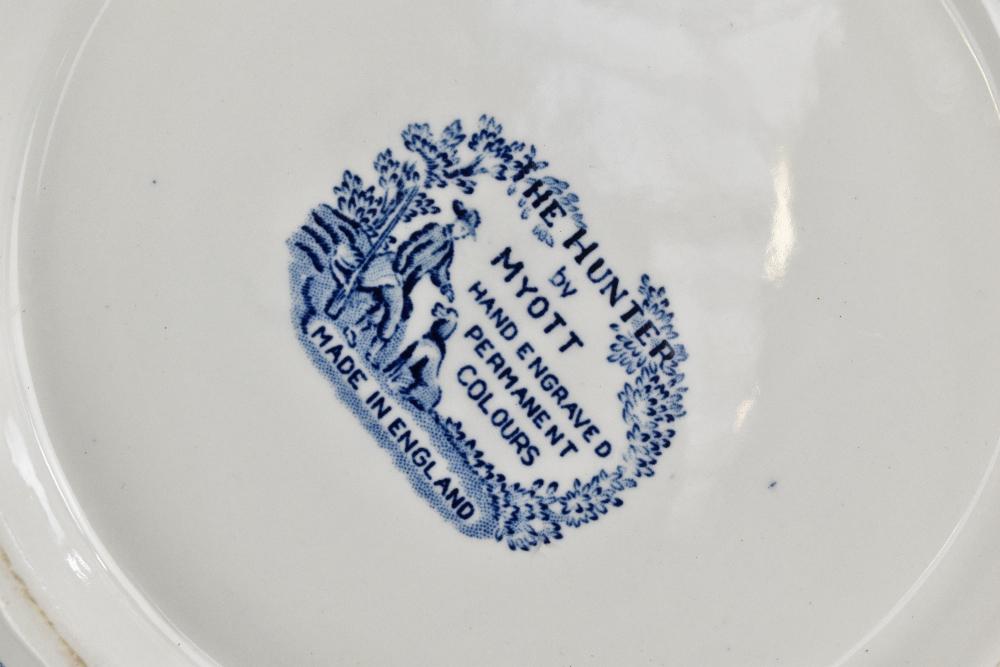 THE HUNTER
by
MYOTT
HAND ENGRAVED
PERMANENT
COLOURS
MADE IN ENGLAND